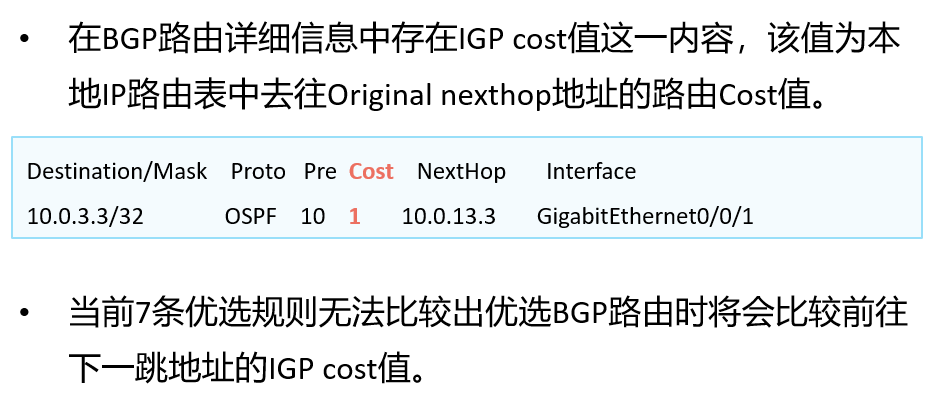 • 在BGP路由详细信息中存在IGP cost值这一内容，该值为本
地IP路由表中去往Original nexthop地址的路由Cost值。
Destination/Mask Proto Pre Cost NextHop Interface
10.0.3.3/32 OSPF 10 1 10.0.13.3 GigabitEthernet0/0/1
• 当前7条优选规则无法比较出优选BGP路由时将会比较前往
下一跳地址的IGP cost值。